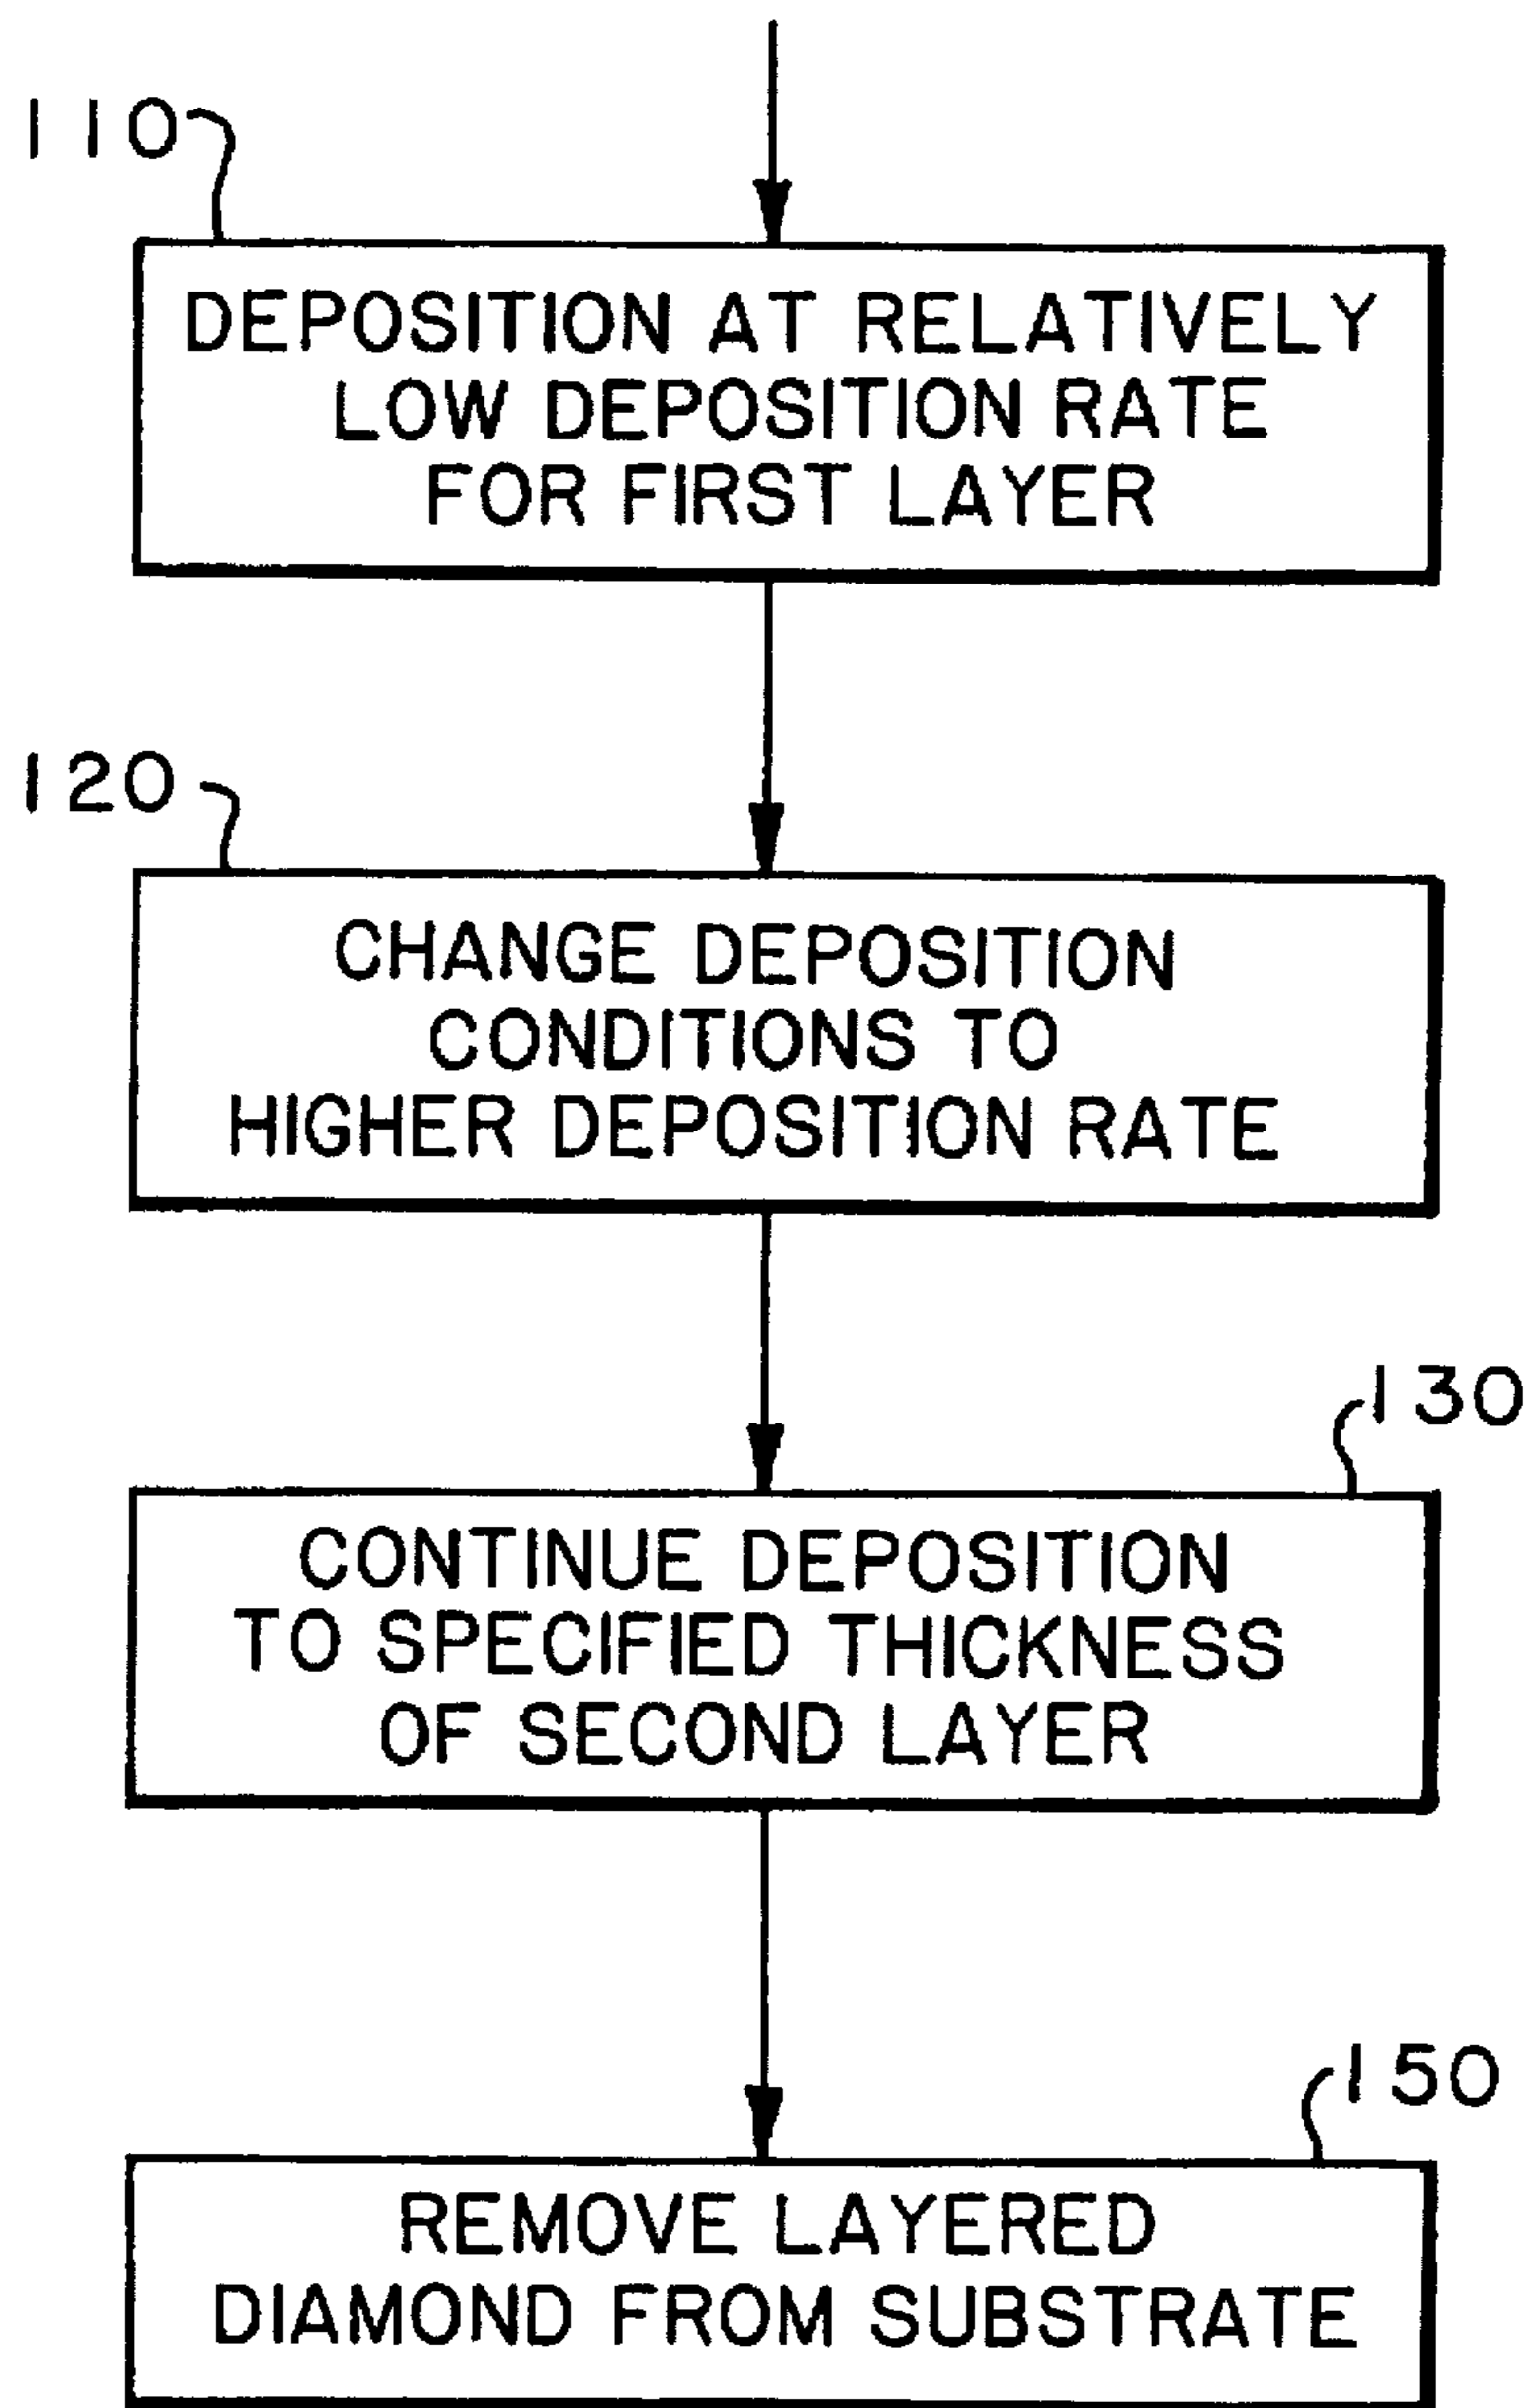 110
DEPOSITION AT RELATIVELY
LOW DEPOSITION RATE
FOR FIRST LAYER
120
CHANGE DEPOSITION
CONDITIONS TO
HIGHER DEPOSITION RATE
130
CONTINUE DEPOSITION
TO SPECIFIED THICKNESS
OF SECOND LAYER
150
REMOVE LAYERED
DIAMOND FROM SUBSTRATE